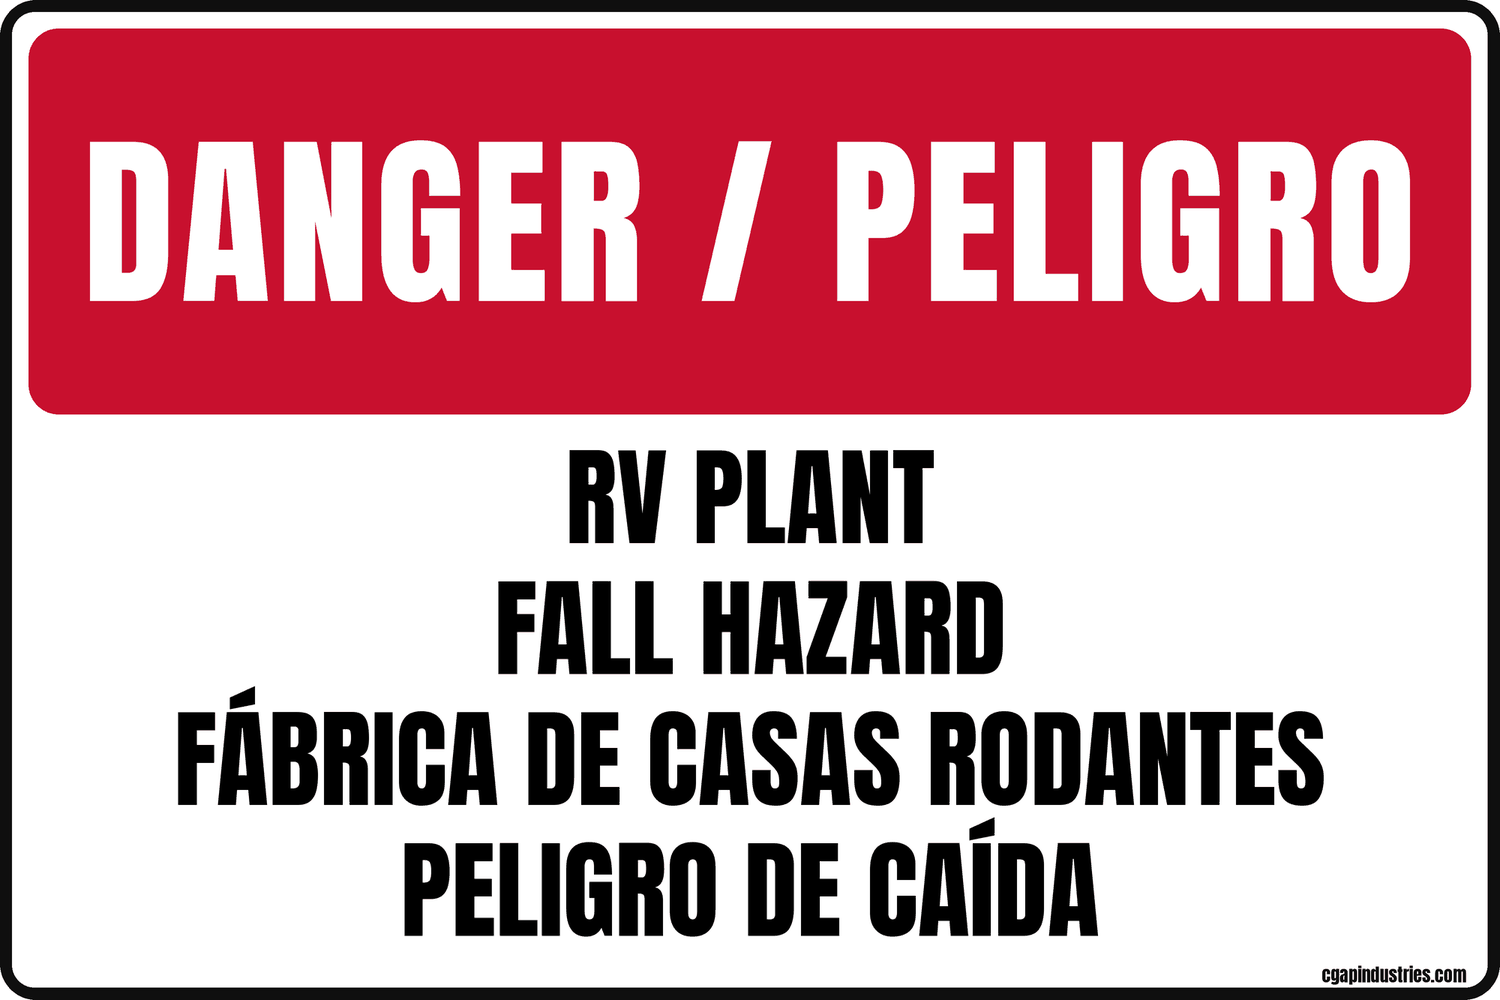 DANGER / PELIGRO
RV PLANT
FALL HAZARD
FÁBRICA DE CASAS RODANTES
PELIGRO DE CAÍDA
cgapindustries.com